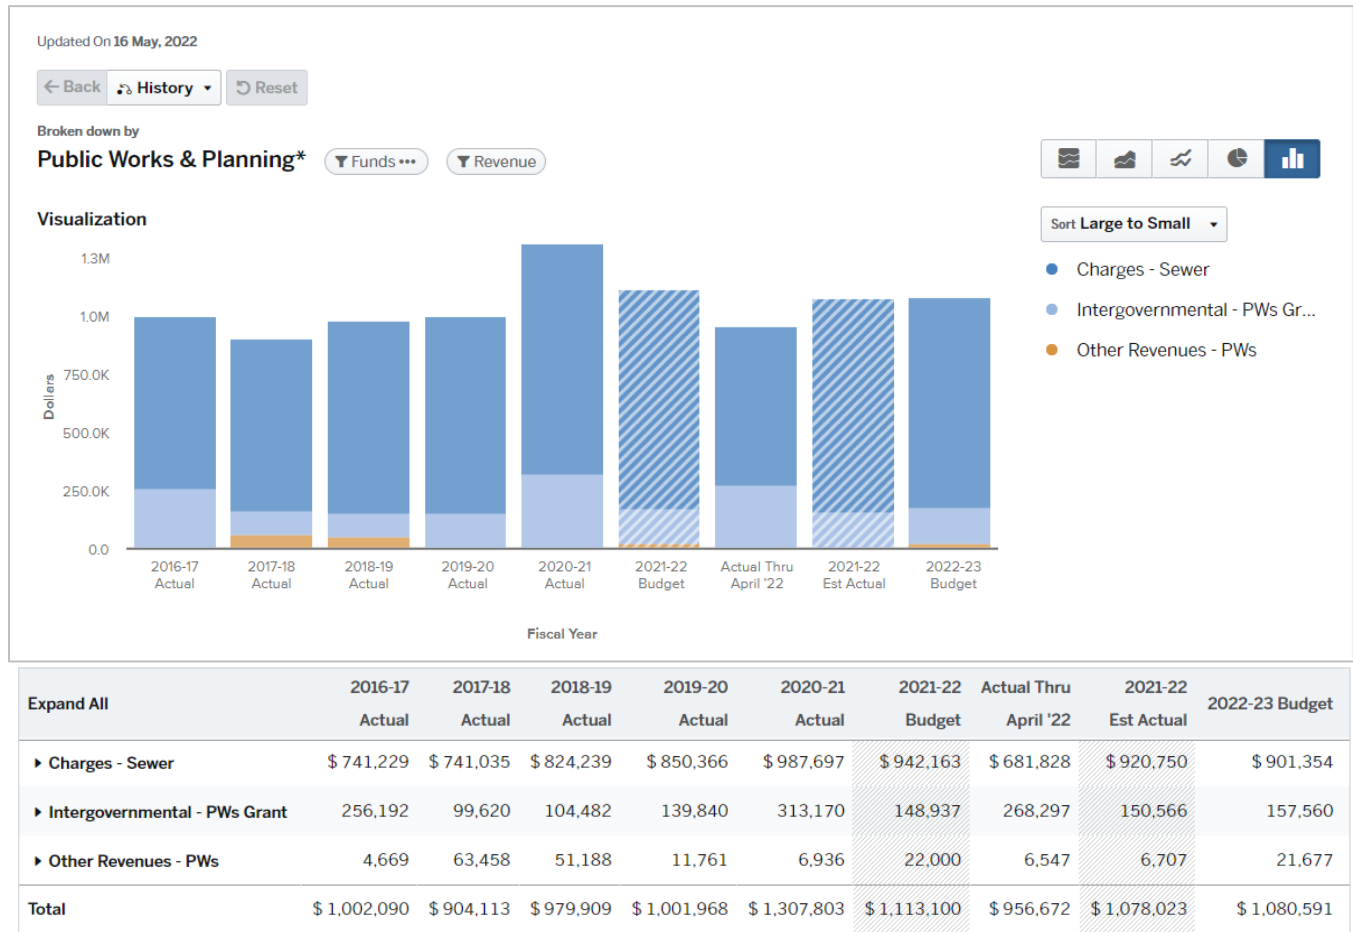 Updated On 16 May, 2022
Back History Reset
Broken down by
Public Works & Planning* Funds ••• Revenue
Visualization
Sort Large to Small
Charges - Sewer
Intergovernmental - PWs Gr...
Other Revenues - PWs
Dollars
1.3M
1.0M
750.0K
500.0K
250.0K
0.0
2016-17 2017-18 2018-19 2019-20 2020-21 2021-22 Actual Thru 2021-22 2022-23
Actual Actual Actual Actual Actual Budget April '22 Est Actual Budget
Fiscal Year
Expand All 2016-17 Actual 2017-18 Actual 2018-19 Actual 2019-20 Actual 2020-21 Actual 2021-22 Budget Actual Thru April '22 2021-22 Est Actual 2022-23 Budget
Charges - Sewer $ 741,229 $ 741,035 $ 824,239 $ 850,366 $ 987,697 $ 942,163 $ 681,828 $ 920,750 $ 901,354
Intergovernmental - PWs Grant 256,192 99,620 104,482 139,840 313,170 148,937 268,297 150,566 157,560
Other Revenues - PWs 4,669 63,458 51,188 11,761 6,936 22,000 6,547 6,707 21,677
Total $ 1,002,090 $ 904,113 $ 979,909 $ 1,001,968 $ 1,307,803 $ 1,113,100 $ 956,672 $ 1,078,023 $ 1,080,591